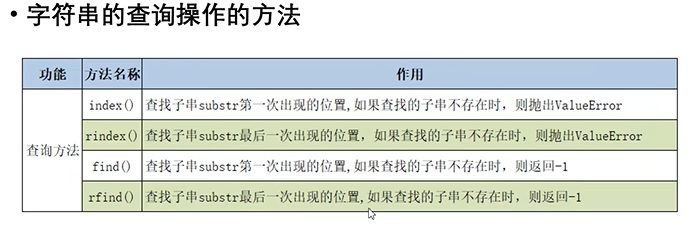 • 字符串的查询操作的方法
功能 方法名称 作用
查询方法
index() 查找子串substr第一次出现的位置,如果查找的子串不存在时，则抛出ValueError
rindex() 查找子串substr最后一次出现的位置，如果查找的子串不存在时，则抛出ValueError
find() 查找子串substr第一次出现的位置,如果查找的子串不存在时，则返回-1
rfind() 查找子串substr最后一次出现的位置,如果查找的子串不存在时，则返回-1